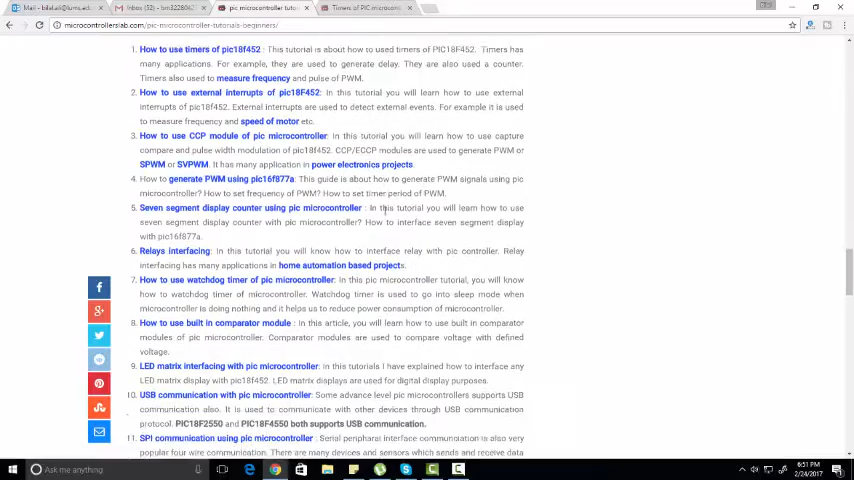 Mail - bilal.ali@lums.ed
Inbox (6) - bm3228042
pic microcontroller tuto
Timers of PIC microcont
microcontrollerslab.com/pic-microcontroller-tutorials-beginners/
1. How to use timers of pic18f452 : This tutorial is about how to used timers of PIC18F452. Timers has
many applications. For example, they are used to generate delay. They are also used a counter.
Timers also used to measure frequency and pulse of PWM.
2. How to use external interrupts of pic18F452: In this tutorial you will learn how to use external
interrupts of pic18f452. External interrupts are used to detect external events. For example it is used
to measure frequency and speed of motor etc.
3. How to use CCP module of pic microcontroller: In this tutorial you will learn how to use capture
compare and pulse width modulation of pic18f452. CCP/ECCP modules are used to generate PWM or
SPWM or SVPWM. It has many application in power electronics projects.
4. How to generate PWM using pic16f877a: This guide is about how to generate PWM signals using pic
microcontroller? How to set frequency of PWM? How to set timer period of PWM.
5. Seven segment display counter using pic microcontroller : In this tutorial you will learn how to use
seven segment display counter with pic microcontroller? How to interface seven segment display
with pic16f877a.
6. Relays interfacing: In this tutorial you will know how to interface relay with pic controller. Relay
interfacing has many applications in home automation based projects.
7. How to use watchdog timer of pic microcontroller: In this pic microcontroller tutorial, you will know
how to watchdog timer of microcontroller. Watchdog timer is used to go into sleep mode when
microcontroller is doing nothing and it helps us to reduce power consumption of microcontroller.
8. How to use built in comparator module : In this article, you will learn how to use built in comparator
modules of pic microcontroller. Comparator modules are used to compare voltage with defined
voltage.
9. LED matrix interfacing with pic microcontroller: In this tutorials I have explained how to interface any
LED matrix display with pic18f452. LED matrix displays are used for digital display purposes.
10. USB communication with pic microcontroller: Some advance level pic microcontrollers supports USB
communication also. It is used to communicate with other devices through USB communication
protocol. PIC18F2550 and PIC18F4550 both supports USB communication.
11. SPI communication using pic microcontroller : Serial peripharal interface communication is also very
popular four wire communication. There are many devices and sensors which sends and receive data
Ask me anything
6:51 PM
2/24/2017